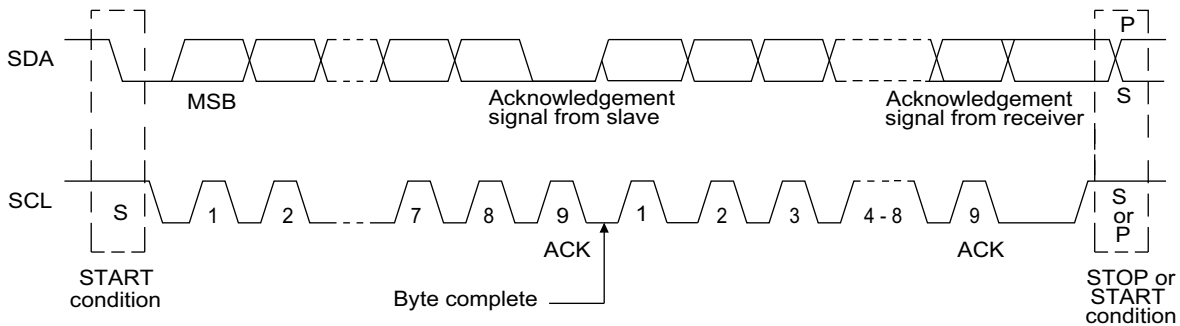 P
SDA
MSB
Acknowledgement
signal from slave
Acknowledgement
signal from receiver
S
SCL
S
1
2
7
8
9
1
2
3
4 - 8
9
S
or
P
ACK
ACK
START
condition
Byte complete
STOP or
START
condition